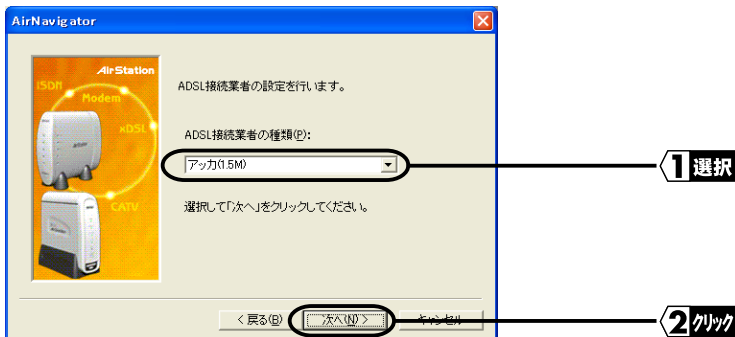 AirNavigator
AirStation
ISDN
Modem
xDSL
CATV
ADSL接続業者の設定を行います。
ADSL接続業者の種類(P):
アッカ(1.5M)
1 選択
選択して「次へ」をクリックしてください。
< 戻る(B)
次へ(N) >
キャンセル
2 クリック